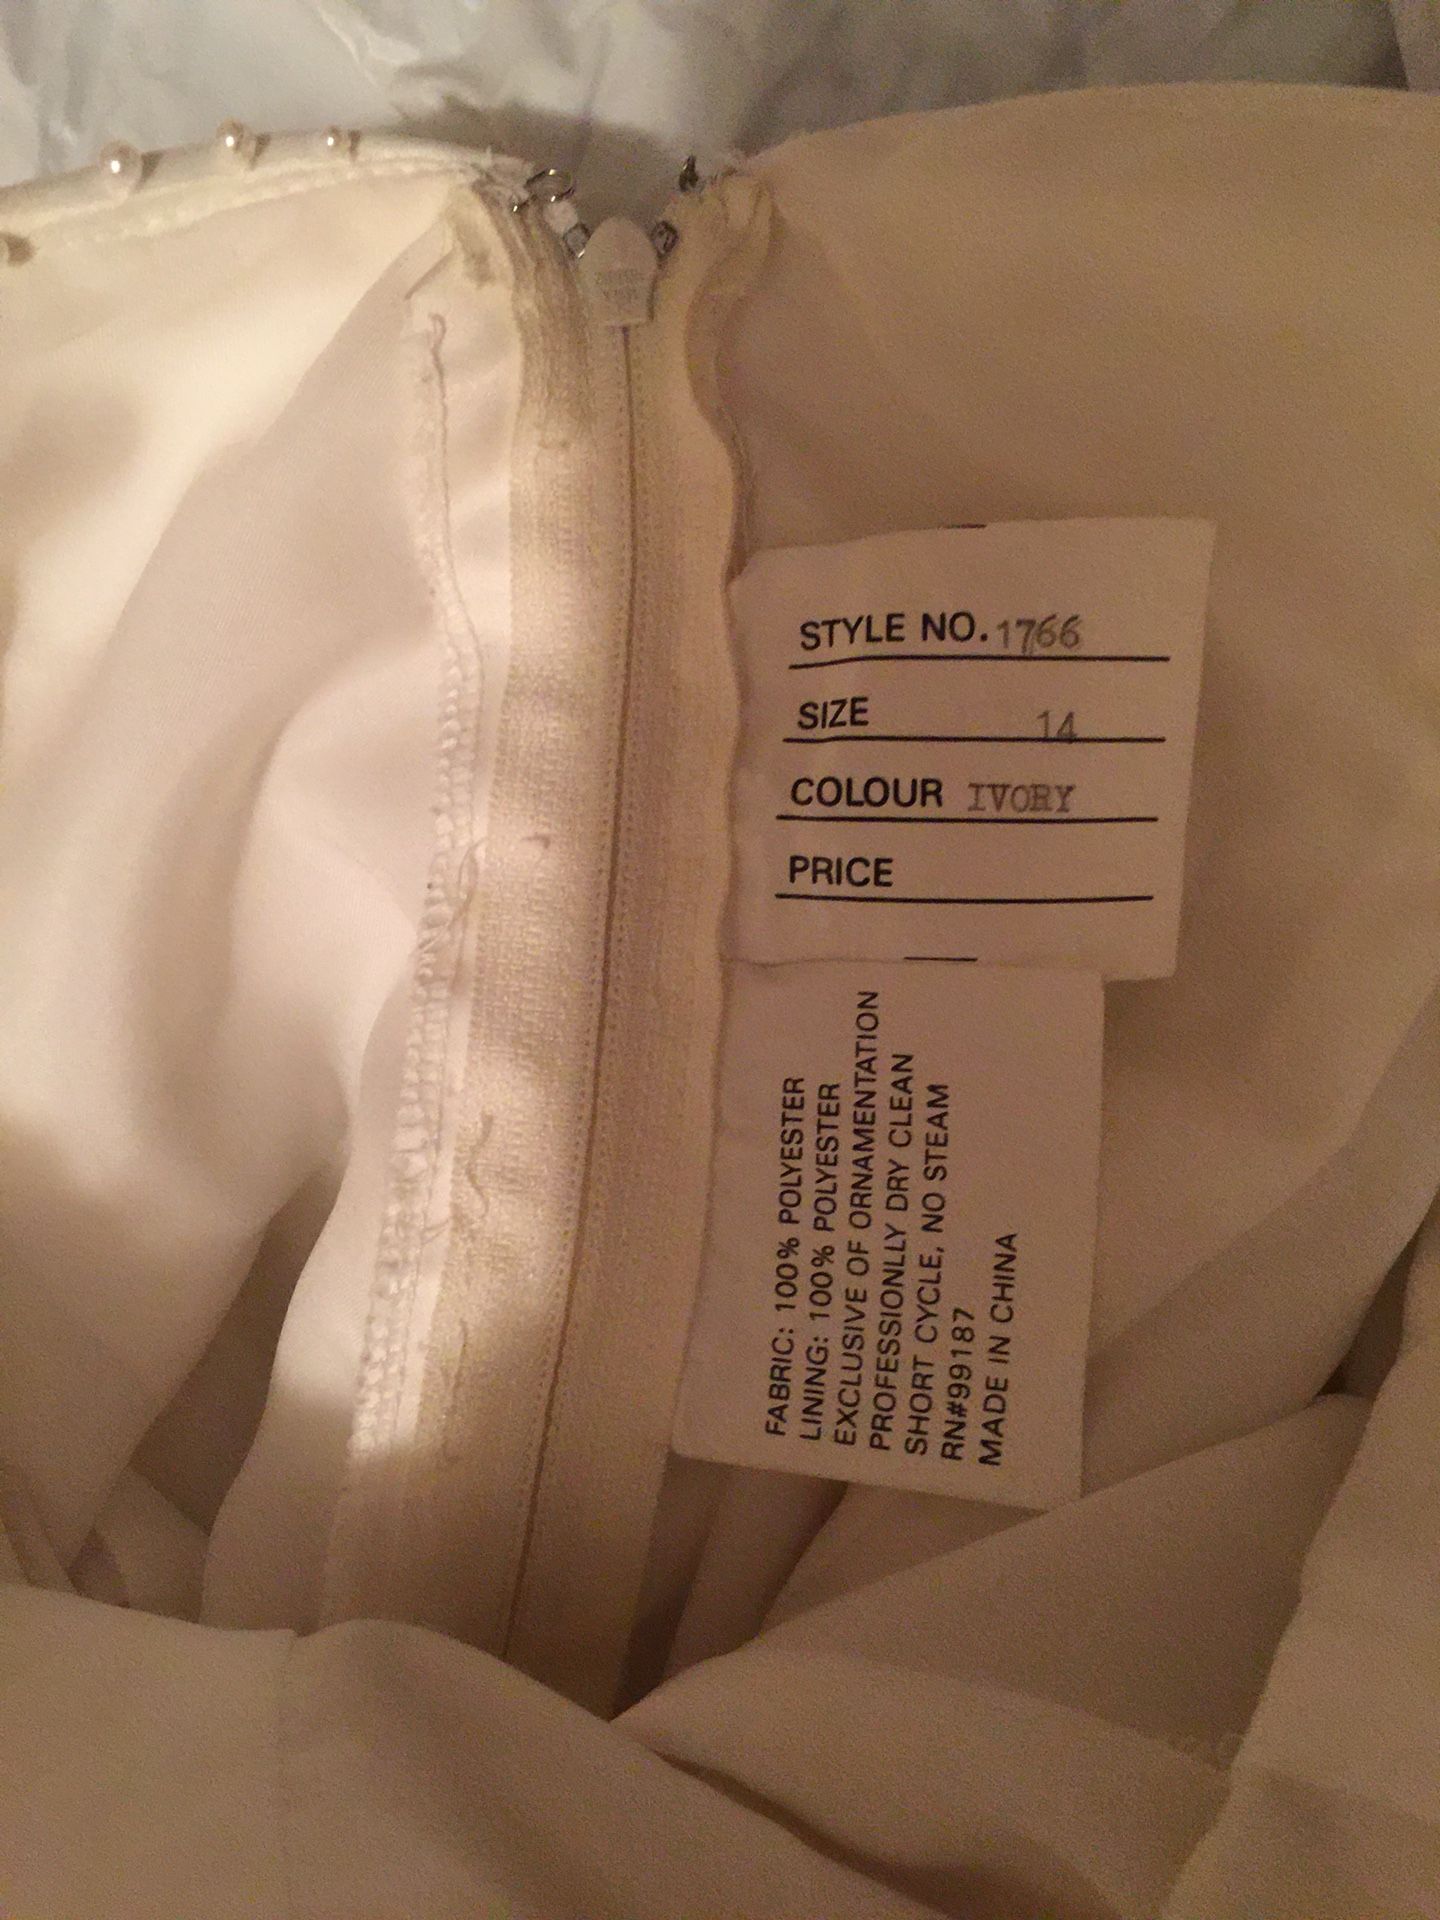 STYLE NO. 1766
SIZE 14
COLOUR IVORY
PRICE
FABRIC: 100% POLYESTER
LINING: 100% POLYESTER
EXCLUSIVE OF ORNAMENTATION
PROFESSIONLLY DRY CLEAN
SHORT CYCLE, NO STEAM
RN#99187
MADE IN CHINA